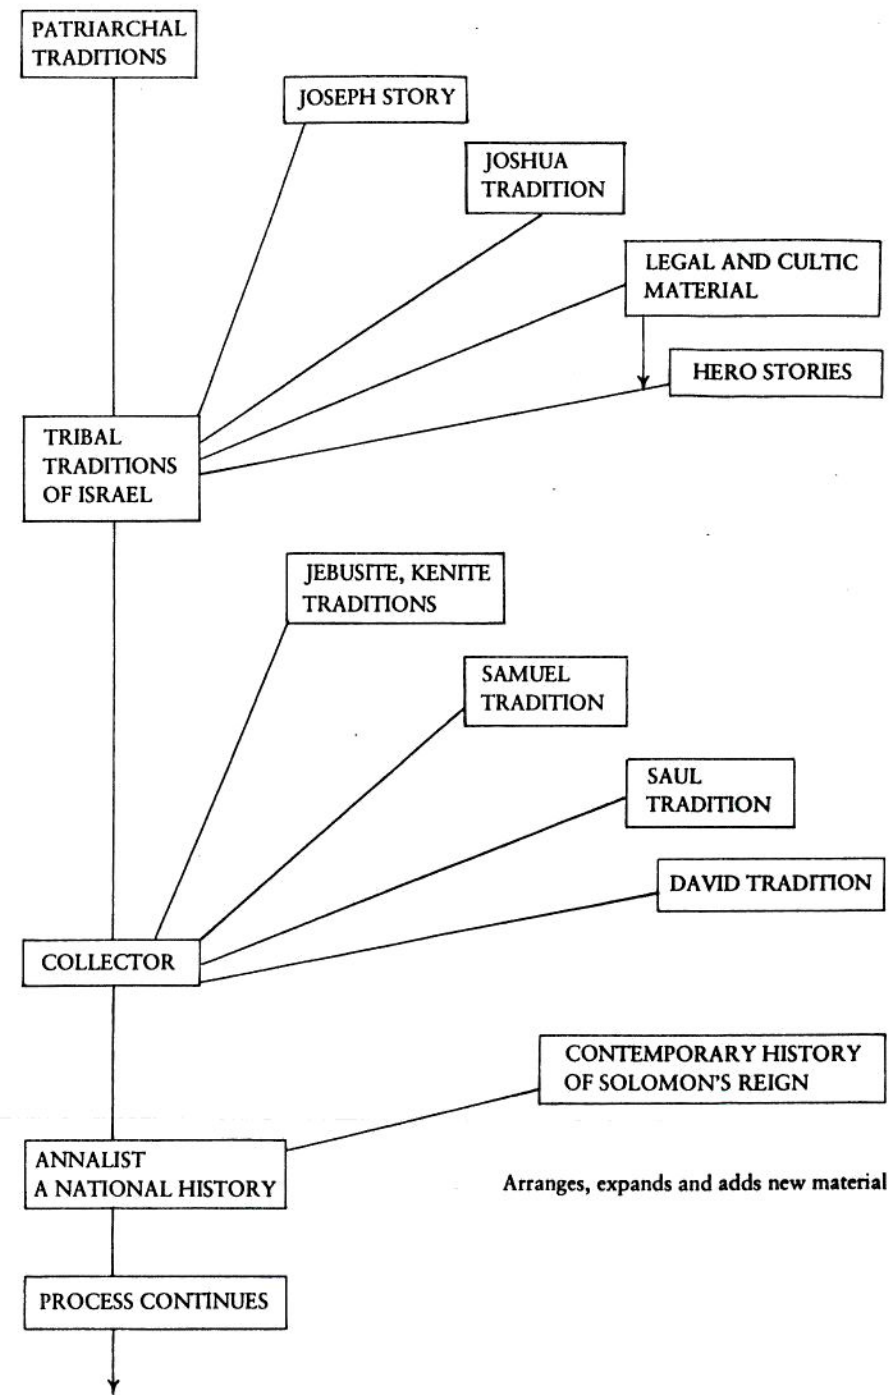 PATRIARCHAL
TRADITIONS
JOSEPH STORY
JOSHUA
TRADITION
LEGAL AND CULTIC
MATERIAL
HERO STORIES
TRIBAL
TRADITIONS
OF ISRAEL
JEBUSITE, KENITE
TRADITIONS
SAMUEL
TRADITION
SAUL
TRADITION
DAVID TRADITION
COLLECTOR
CONTEMPORARY HISTORY
OF SOLOMON'S REIGN
ANNALIST
A NATIONAL HISTORY
Arranges, expands and adds new material
PROCESS CONTINUES